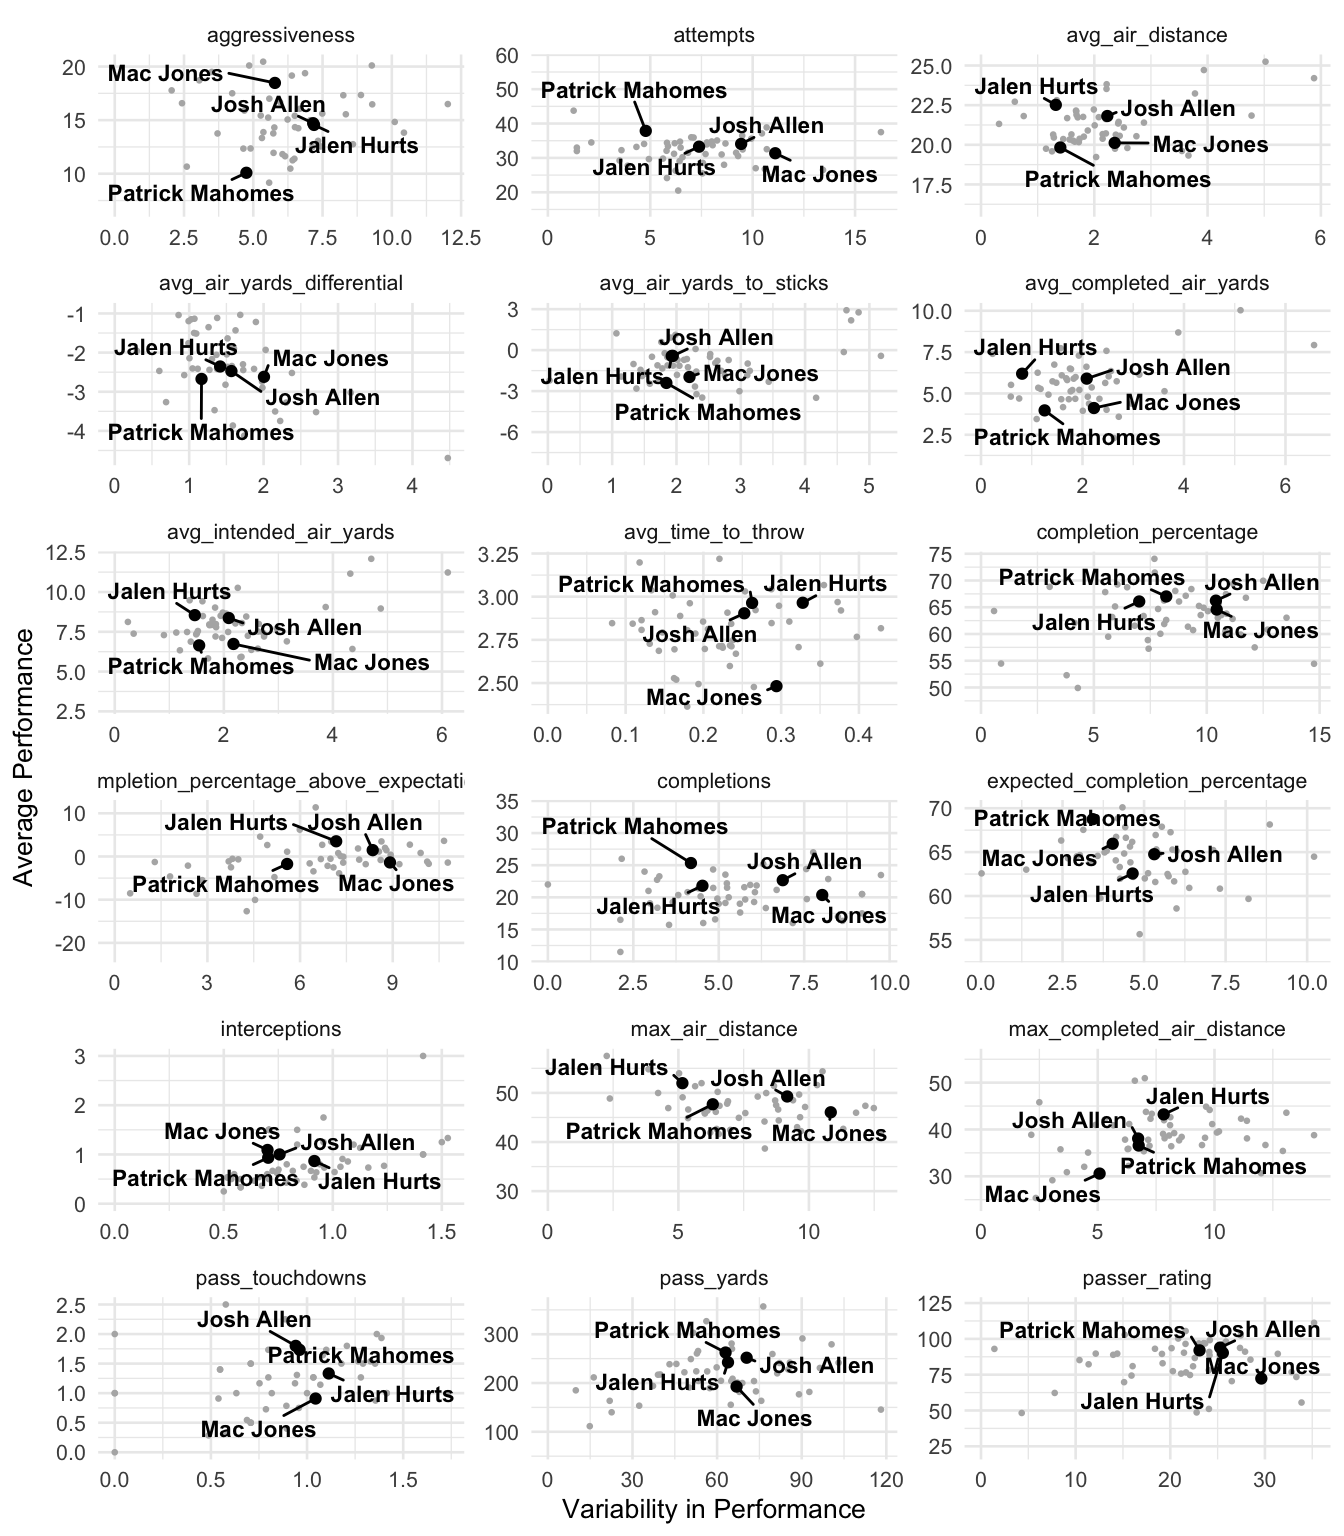 aggressiveness
attempts
avg_air_distance
20
15
10
Mac Jones
Josh Allen
Jalen Hurts
Patrick Mahomes
0.0 2.5 5.0 7.5 10.0 12.5
60
50
40
30
20
Patrick Mahomes
Josh Allen
Jalen Hurts
Mac Jones
0 5 10 15
25.0
22.5
20.0
17.5
Jalen Hurts
Josh Allen
Mac Jones
Patrick Mahomes
0 2 4 6
avg_air_yards_differential
avg_air_yards_to_sticks
avg_completed_air_yards
-1
-2
-3
-4
Jalen Hurts
Mac Jones
Josh Allen
Patrick Mahomes
0 1 2 3 4
3
0
-3
-6
Josh Allen
Jalen Hurts
Mac Jones
Patrick Mahomes
0 1 2 3 4 5
10.0
7.5
5.0
2.5
Jalen Hurts
Josh Allen
Mac Jones
Patrick Mahomes
0 2 4 6
avg_intended_air_yards
avg_time_to_throw
completion_percentage
12.5
10.0
7.5
5.0
2.5
Jalen Hurts
Josh Allen
Patrick Mahomes
Mac Jones
0 2 4 6
3.25
3.00
2.75
2.50
Patrick Mahomes
Jalen Hurts
Josh Allen
Mac Jones
0.0 0.1 0.2 0.3 0.4
75
70
65
60
55
50
Patrick Mahomes
Josh Allen
Jalen Hurts
Mac Jones
0 5 10 15
Average Performance
mpletion_percentage_above_expectati
completions
expected_completion_percentage
10
0
-10
-20
Jalen Hurts
Josh Allen
Patrick Mahomes
Mac Jones
0 3 6 9
35
30
25
20
15
10
Patrick Mahomes
Josh Allen
Jalen Hurts
Mac Jones
0.0 2.5 5.0 7.5 10.0
70
65
60
55
Patrick Mahomes
Mac Jones
Josh Allen
Jalen Hurts
0.0 2.5 5.0 7.5 10.0
interceptions
max_air_distance
max_completed_air_distance
3
2
1
0
Mac Jones
Josh Allen
Patrick Mahomes
Jalen Hurts
0.0 0.5 1.0 1.5
50
40
30
Jalen Hurts
Josh Allen
Patrick Mahomes
Mac Jones
5 10
50
40
30
Jalen Hurts
Josh Allen
Patrick Mahomes
Mac Jones
0 5 10
pass_touchdowns
pass_yards
passer_rating
2.5
2.0
1.5
1.0
0.5
0.0
Josh Allen
Patrick Mahomes
Jalen Hurts
Mac Jones
0.0 0.5 1.0 1.5
300
200
100
Patrick Mahomes
Josh Allen
Jalen Hurts
Mac Jones
0 30 60 90 120
125
100
75
50
25
Patrick Mahomes
Josh Allen
Mac Jones
Jalen Hurts
0 10 20 30
Variability in Performance